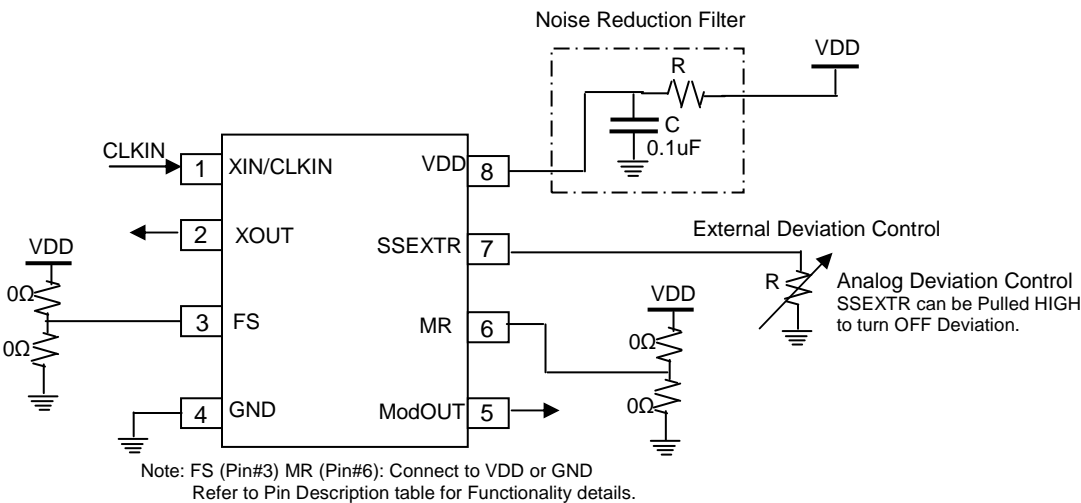 Noise Reduction Filter
VDD
R
C
0.1uF
CLKIN
1
XIN/CLKIN
VDD
8
2
XOUT
SSEXTR
7
External Deviation Control
R
Analog Deviation Control
SSEXTR can be Pulled HIGH
to turn OFF Deviation.
VDD
0Ω
0Ω
3
FS
MR
6
VDD
0Ω
0Ω
4
GND
ModOUT
5
Note: FS (Pin#3) MR (Pin#6): Connect to VDD or GND
Refer to Pin Description table for Functionality details.